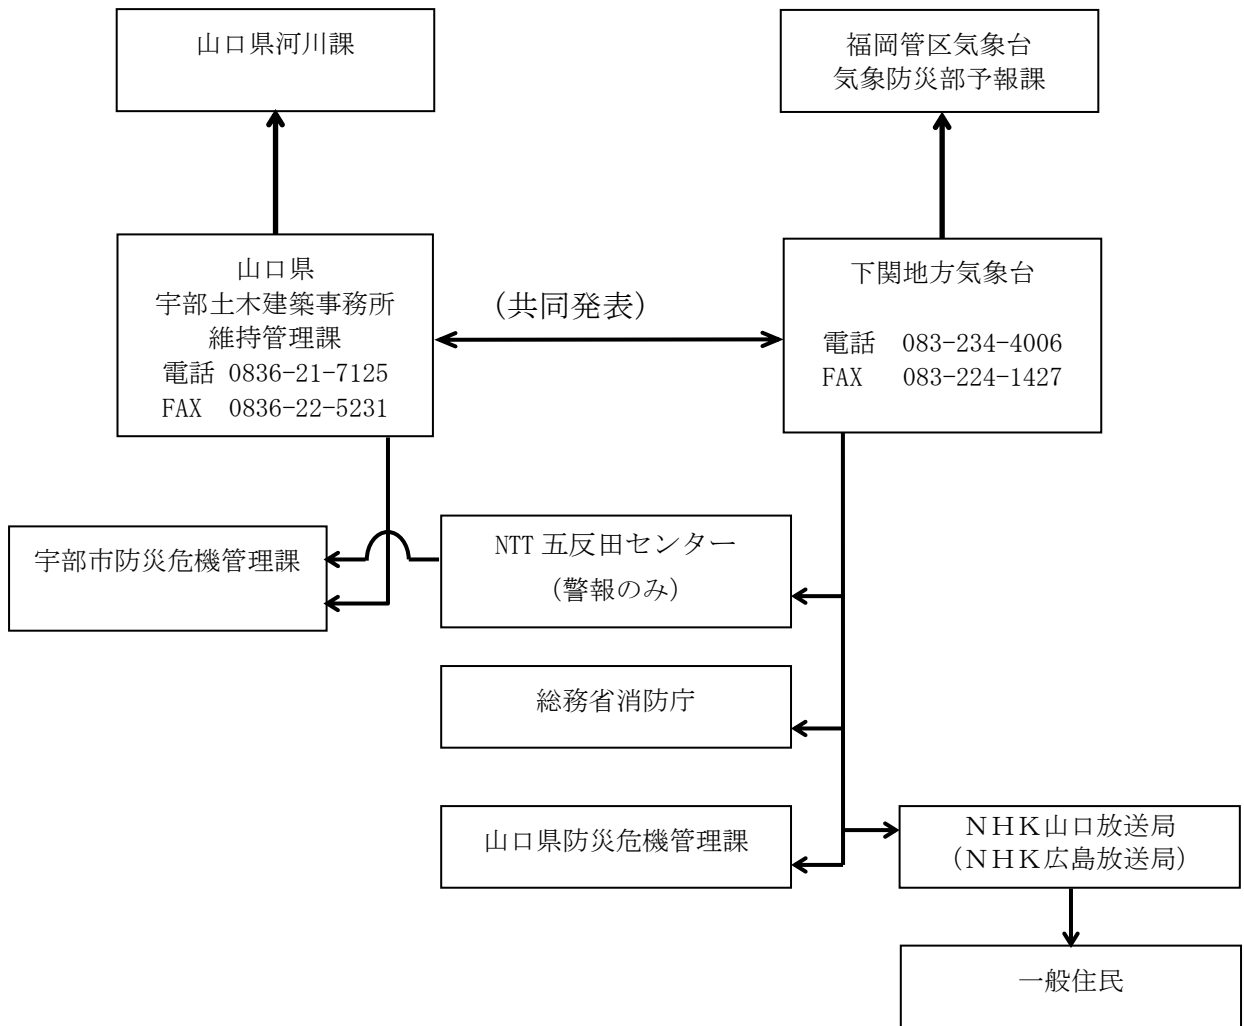 山口県河川課
福岡管区気象台
気象防災部予報課
山口県
宇部土木建築事務所
維持管理課
電話 0836-21-7125
FAX 0836-22-5231
（共同発表）
下関地方気象台
電話 083-234-4006
FAX 083-224-1427
宇部市防災危機管理課
NTT 五反田センター
（警報のみ）
総務省消防庁
山口県防災危機管理課
ＮＨＫ山口放送局
（ＮＨＫ広島放送局）
一般住民